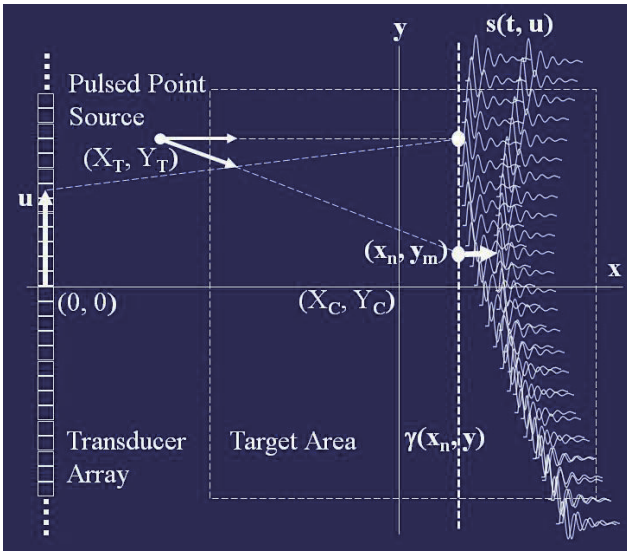 y
s(t, u)
Pulsed Point
Source
(X_T, Y_T)
u
(x_n, y_m)
x
(0, 0)
(X_C, Y_C)
Transducer
Array
Target Area
γ(x_n, y)